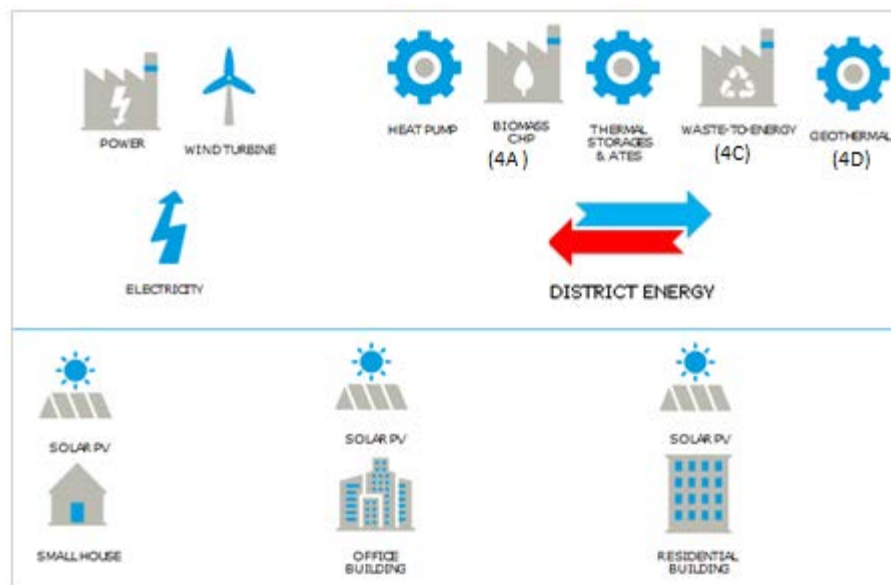 POWER
WIND TURBINE
HEAT PUMP
BIOMASS
CHP
(4A)
THERMAL
STORAGES
& ATES
WASTE-TO-ENERGY
(4C)
GEOTHERMAL
(4D)
ELECTRICITY
DISTRICT ENERGY
SOLAR PV
SOLAR PV
SOLAR PV
SMALL HOUSE
OFFICE
BUILDING
RESIDENTIAL
BUILDING